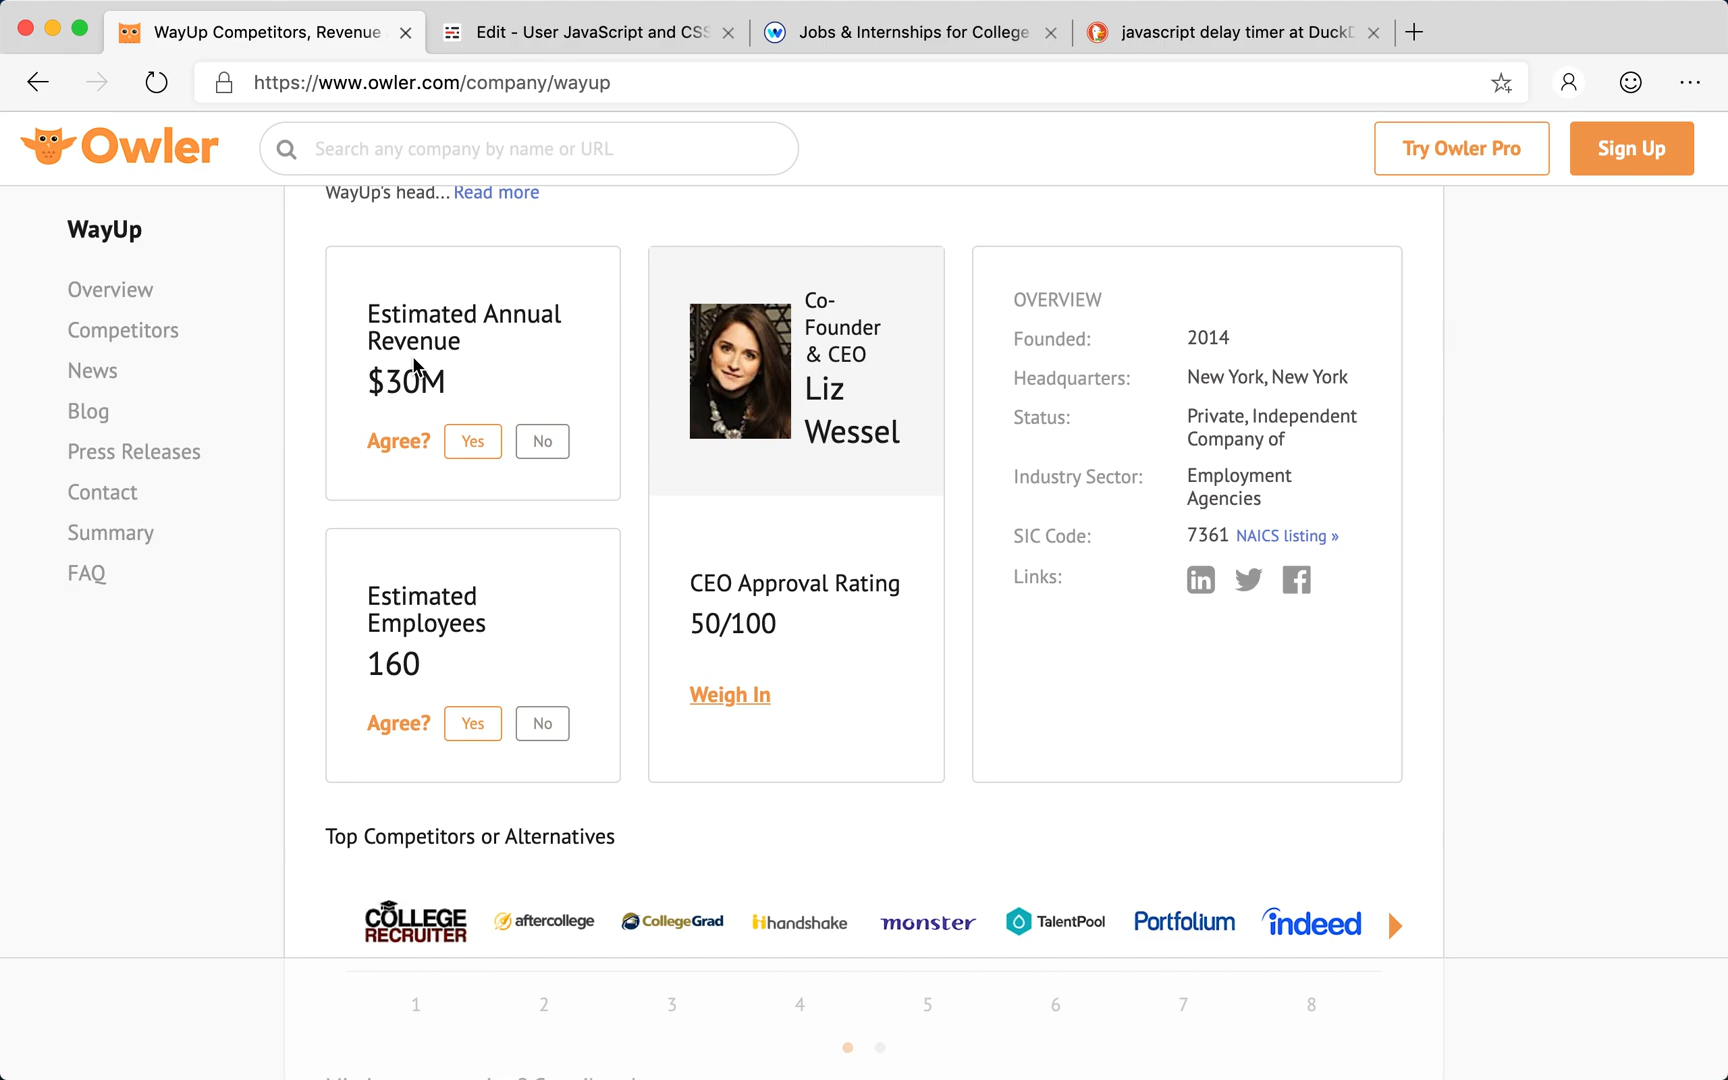 WayUp Competitors, Revenue
Edit - User JavaScript and CSS
Jobs & Internships for College
javascript delay timer at DuckD
https://www.owler.com/company/wayup
Owler
Search any company by name or URL
Try Owler Pro
Sign Up
WayUp's head... Read more
WayUp
Overview
Competitors
News
Blog
Press Releases
Contact
Summary
FAQ
Estimated Annual
Revenue
$30M
Agree?
Yes
No
Estimated
Employees
160
Agree?
Yes
No
Co-
Founder
& CEO
Liz
Wessel
CEO Approval Rating
50/100
Weigh In
OVERVIEW
Founded: 2014
Headquarters: New York, New York
Status: Private, Independent
Company of
Industry Sector: Employment
Agencies
SIC Code: 7361 NAICS listing »
Links:
in
Top Competitors or Alternatives
COLLEGE
RECRUITER
aftercollege
CollegeGrad
handshake
monster
TalentPool
Portfolium
indeed
1 2 3 4 5 6 7 8